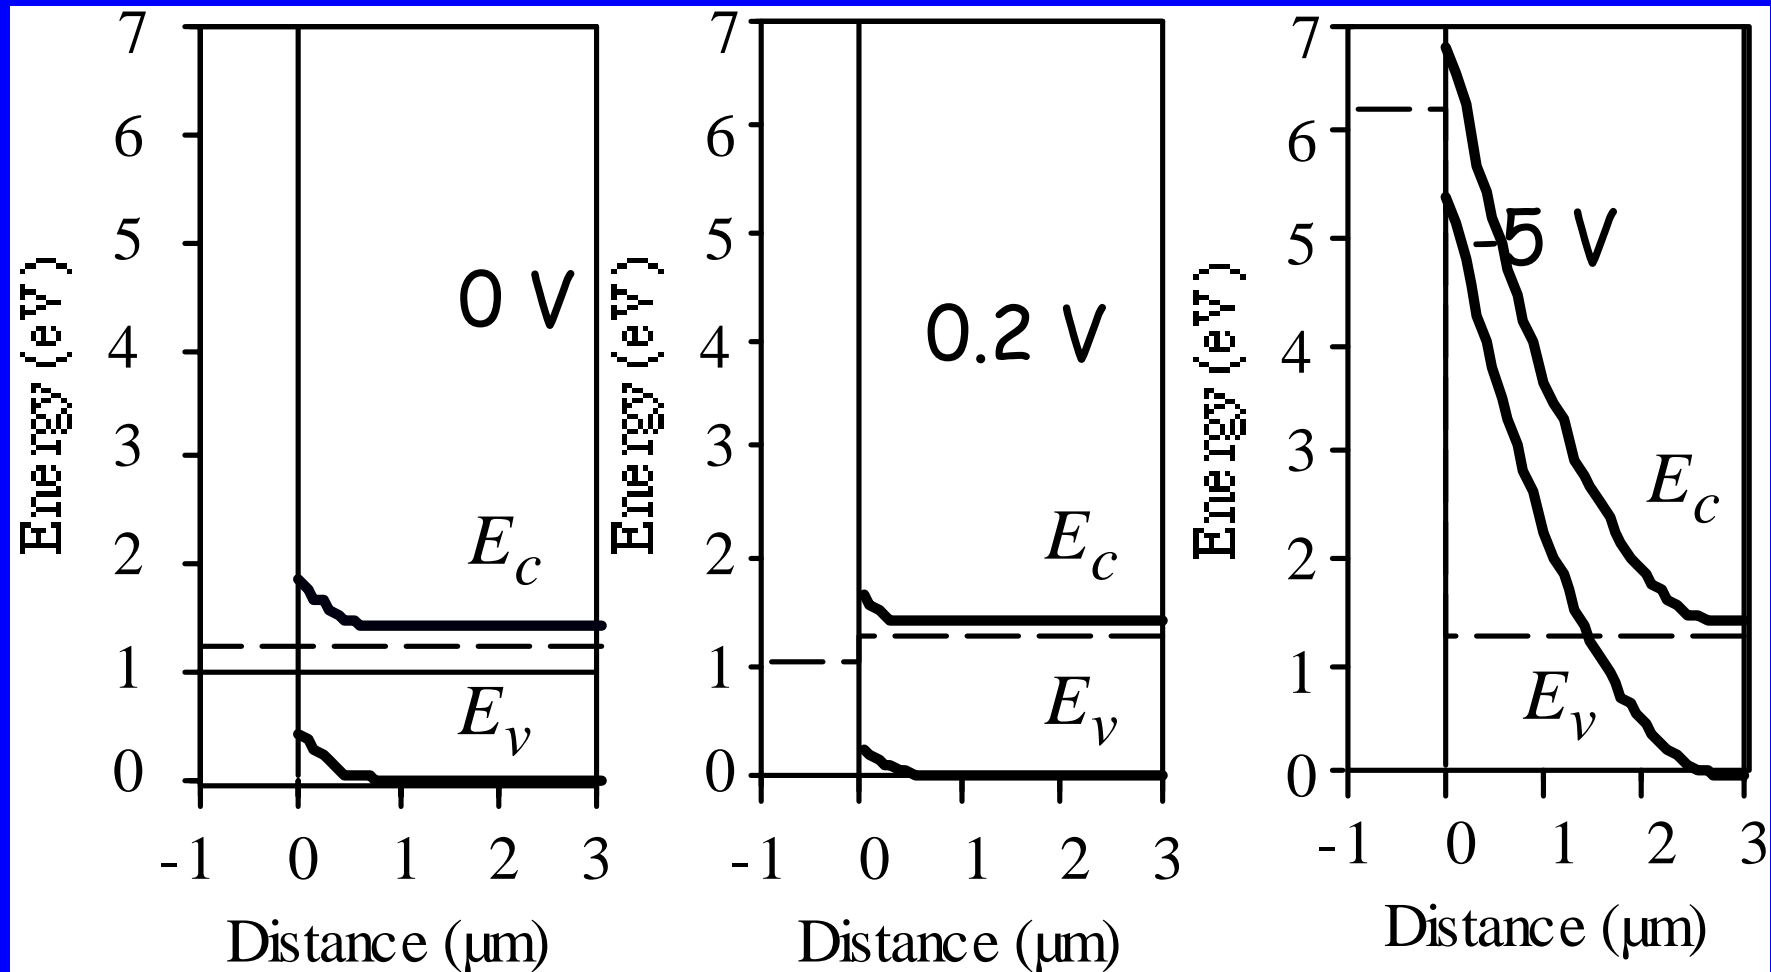 7
6
5
4
3
2
1
0
Energy (eV)
0 V
Ec
Ev
-1 0 1 2 3
Distance (µm)
7
6
5
4
3
2
1
0
Energy (eV)
0.2 V
Ec
Ev
-1 0 1 2 3
Distance (µm)
7
6
5
4
3
2
1
0
Energy (eV)
-5 V
Ec
Ev
-1 0 1 2 3
Distance (µm)